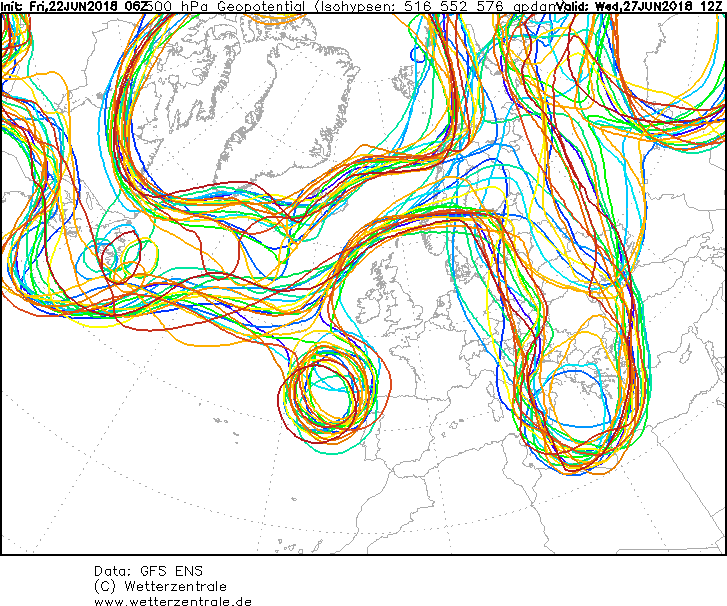 Init: Fri,22JUN2018 06Z 500 hPa Geopotential (Isohypsen: 516 552 576 gpdam) Valid: Wed,27JUN2018 12Z
Data: GFS ENS
(C) Wetterzentrale
www.wetterzentrale.de